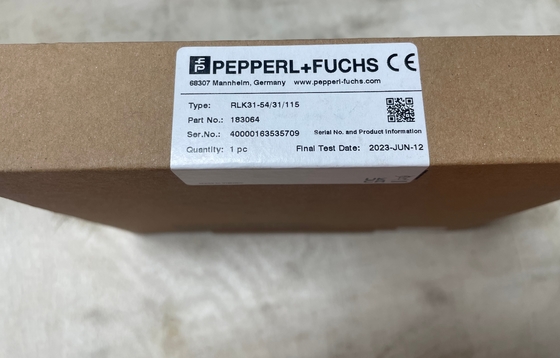 PEPPERL+FUCHS CE
68307 Mannheim, Germany www.pepperl-fuchs.com
Type: RLK31-54/31/115
Part No.: 183064
Ser.No.: 40000163535709 Serial No. and Product Information
Quantity: 1 pc Final Test Date: 2023-JUN-12